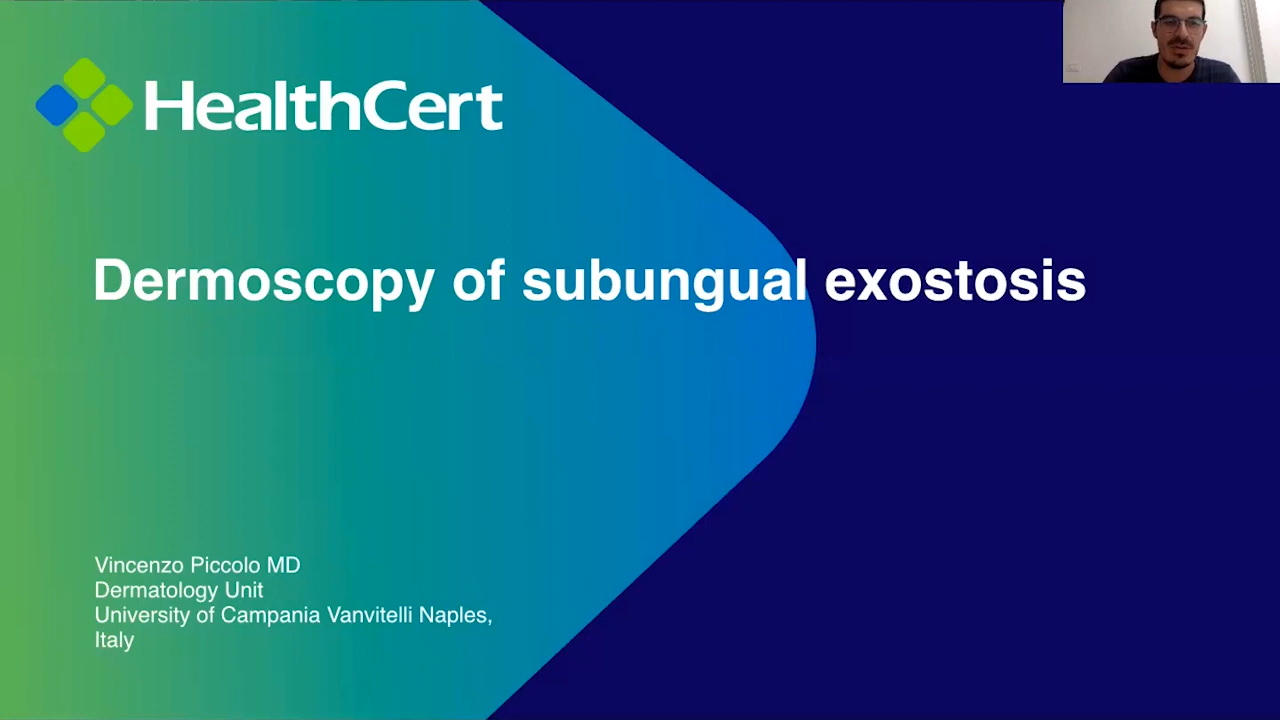 HealthCert
Dermoscopy of subungual exostosis
Vincenzo Piccolo MD
Dermatology Unit
University of Campania Vanvitelli Naples,
Italy